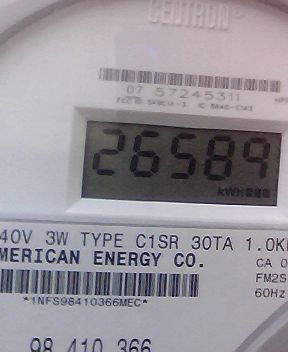 CENTRON®
07 57245311
26589
kWh
40V 3W TYPE C1SR 30TA 1.0K
MERICAN ENERGY CO.
CA 0
FM2S
*1NFS98410366MEC*
60Hz
98 410 366